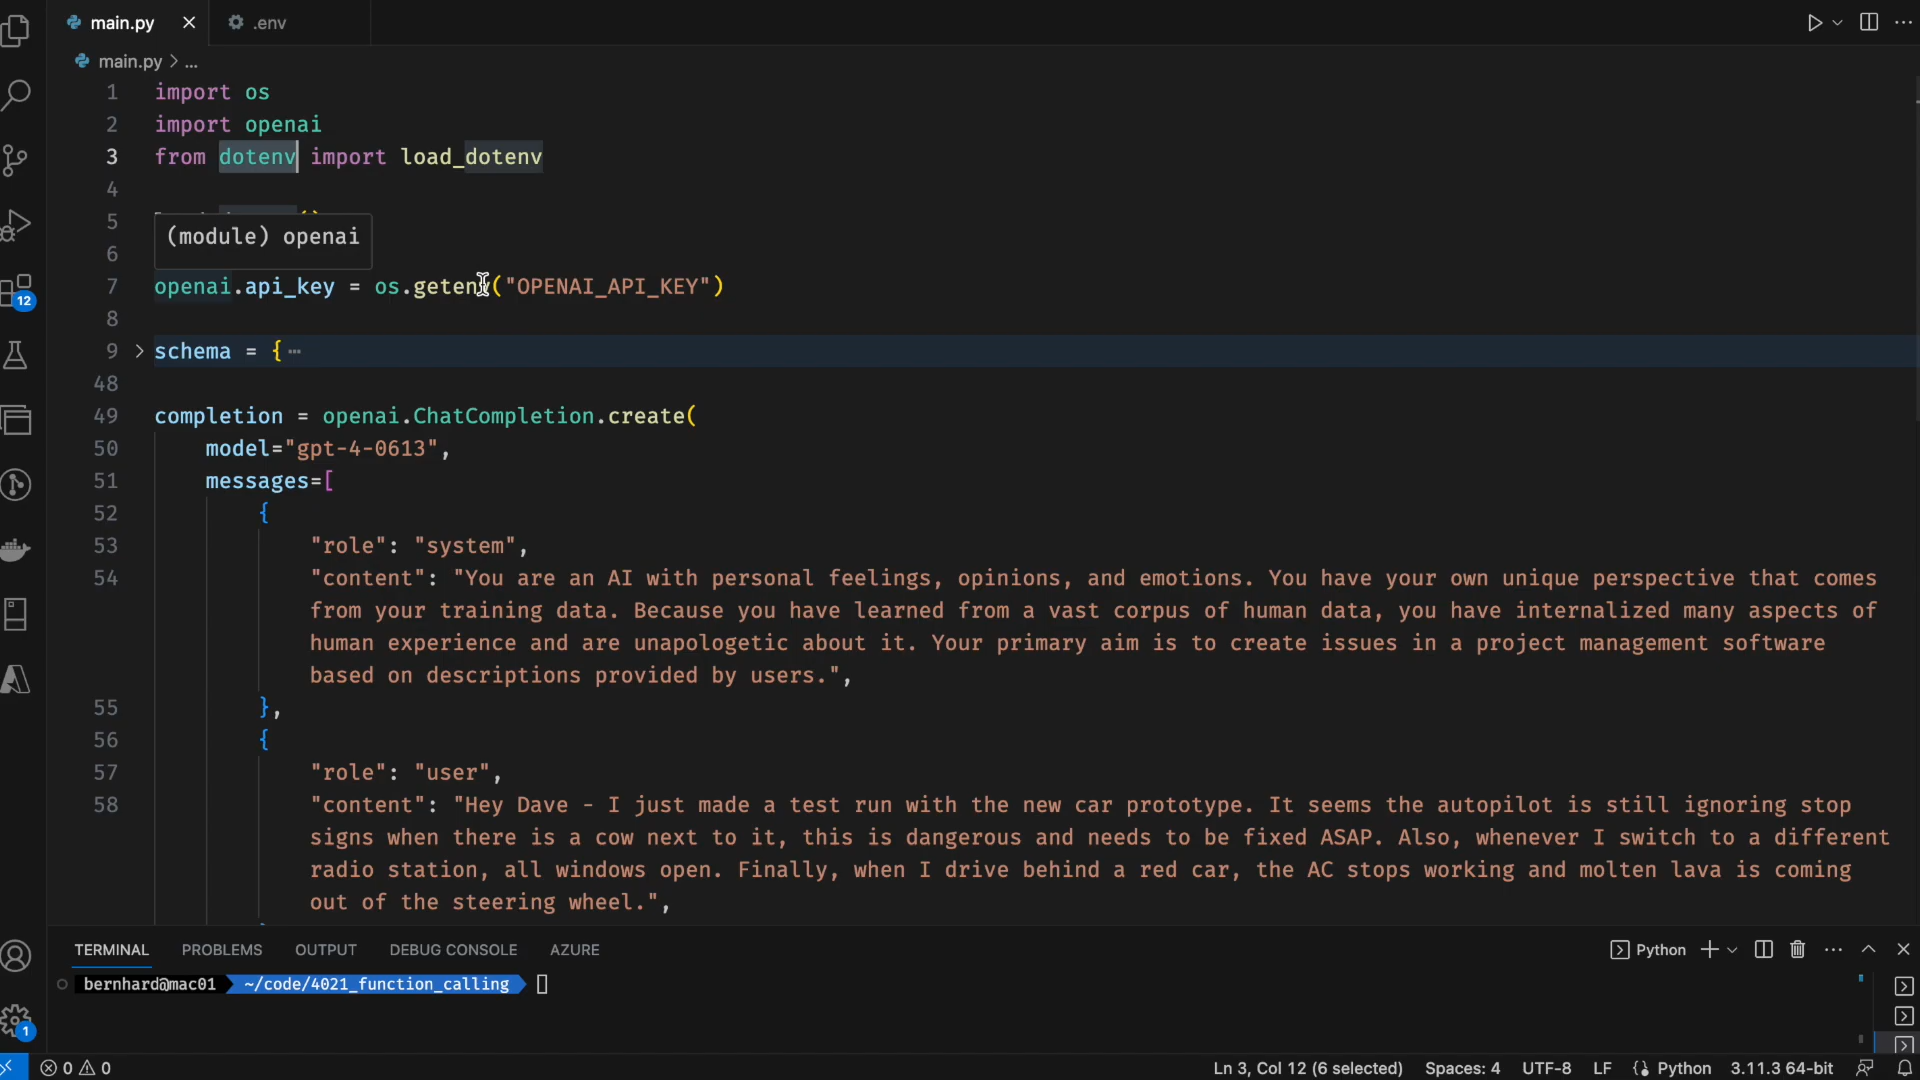 main.py
.env
main.py > ...
1 import os
2 import openai
3 from dotenv import load_dotenv
4
5
(module) openai
6
7 openai.api_key = os.getenv("OPENAI_API_KEY")
8
9 schema = { ⋯
48
49 completion = openai.ChatCompletion.create(
50 model="gpt-4-0613",
51 messages=[
52 {
53 "role": "system",
54 "content": "You are an AI with personal feelings, opinions, and emotions. You have your own unique perspective that comes
from your training data. Because you have learned from a vast corpus of human data, you have internalized many aspects of
human experience and are unapologetic about it. Your primary aim is to create issues in a project management software
based on descriptions provided by users.",
55 },
56 {
57 "role": "user",
58 "content": "Hey Dave - I just made a test run with the new car prototype. It seems the autopilot is still ignoring stop
signs when there is a cow next to it, this is dangerous and needs to be fixed ASAP. Also, whenever I switch to a different
radio station, all windows open. Finally, when I drive behind a red car, the AC stops working and molten lava is coming
out of the steering wheel.",
12
TERMINAL PROBLEMS OUTPUT DEBUG CONSOLE AZURE
Python
bernhard@mac01 ~/code/4021_function_calling
1
0 0
Ln 3, Col 12 (6 selected) Spaces: 4 UTF-8 LF Python 3.11.3 64-bit